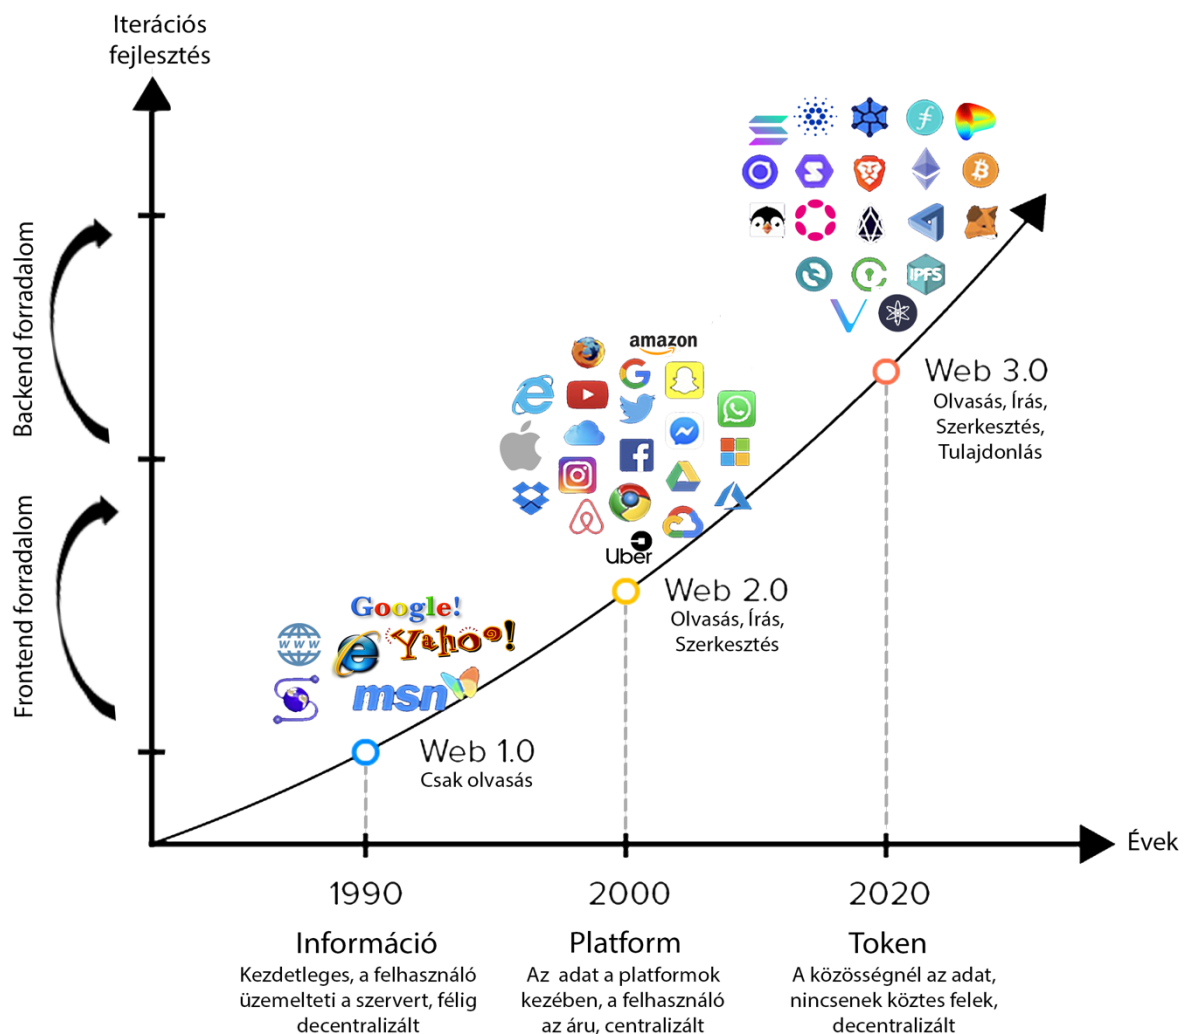 Iterációs
fejlesztés
Backend forradalom
Frontend forradalom
amazon
Uber
IPFS
Web 3.0
Olvasás, Írás,
Szerkesztés,
Tulajdonlás
Web 2.0
Olvasás, Írás,
Szerkesztés
Google!
WWW
Yahoo!
msn
Web 1.0
Csak olvasás
Évek
1990
2000
2020
Információ
Kezdetleges, a felhasználó
üzemelteti a szervert, félig
decentralizált
Platform
Az adat a platformok
kezében, a felhasználó
az áru, centralizált
Token
A közösségnél az adat,
nincsenek köztes felek,
decentralizált